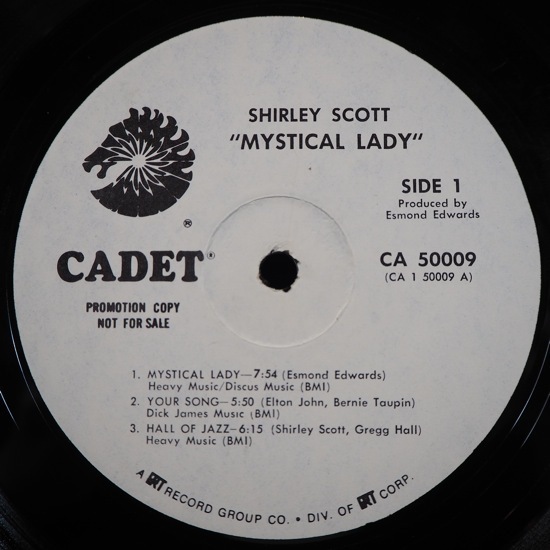 SHIRLEY SCOTT
"MYSTICAL LADY"
SIDE 1
Produced by
Esmond Edwards
®
CADET®
CA 50009
(CA 1 50009 A)
PROMOTION COPY
NOT FOR SALE
1. MYSTICAL LADY—7:54 (Esmond Edwards)
Heavy Music/Discus Music (BMI)
2. YOUR SONG—5:50 (Elton John, Bernie Taupin)
Dick James Music (BMI)
3. HALL OF JAZZ—6:15 (Shirley Scott, Gregg Hall)
Heavy Music (BMI)
A GRT RECORD GROUP CO. • DIV. OF GRT CORP.